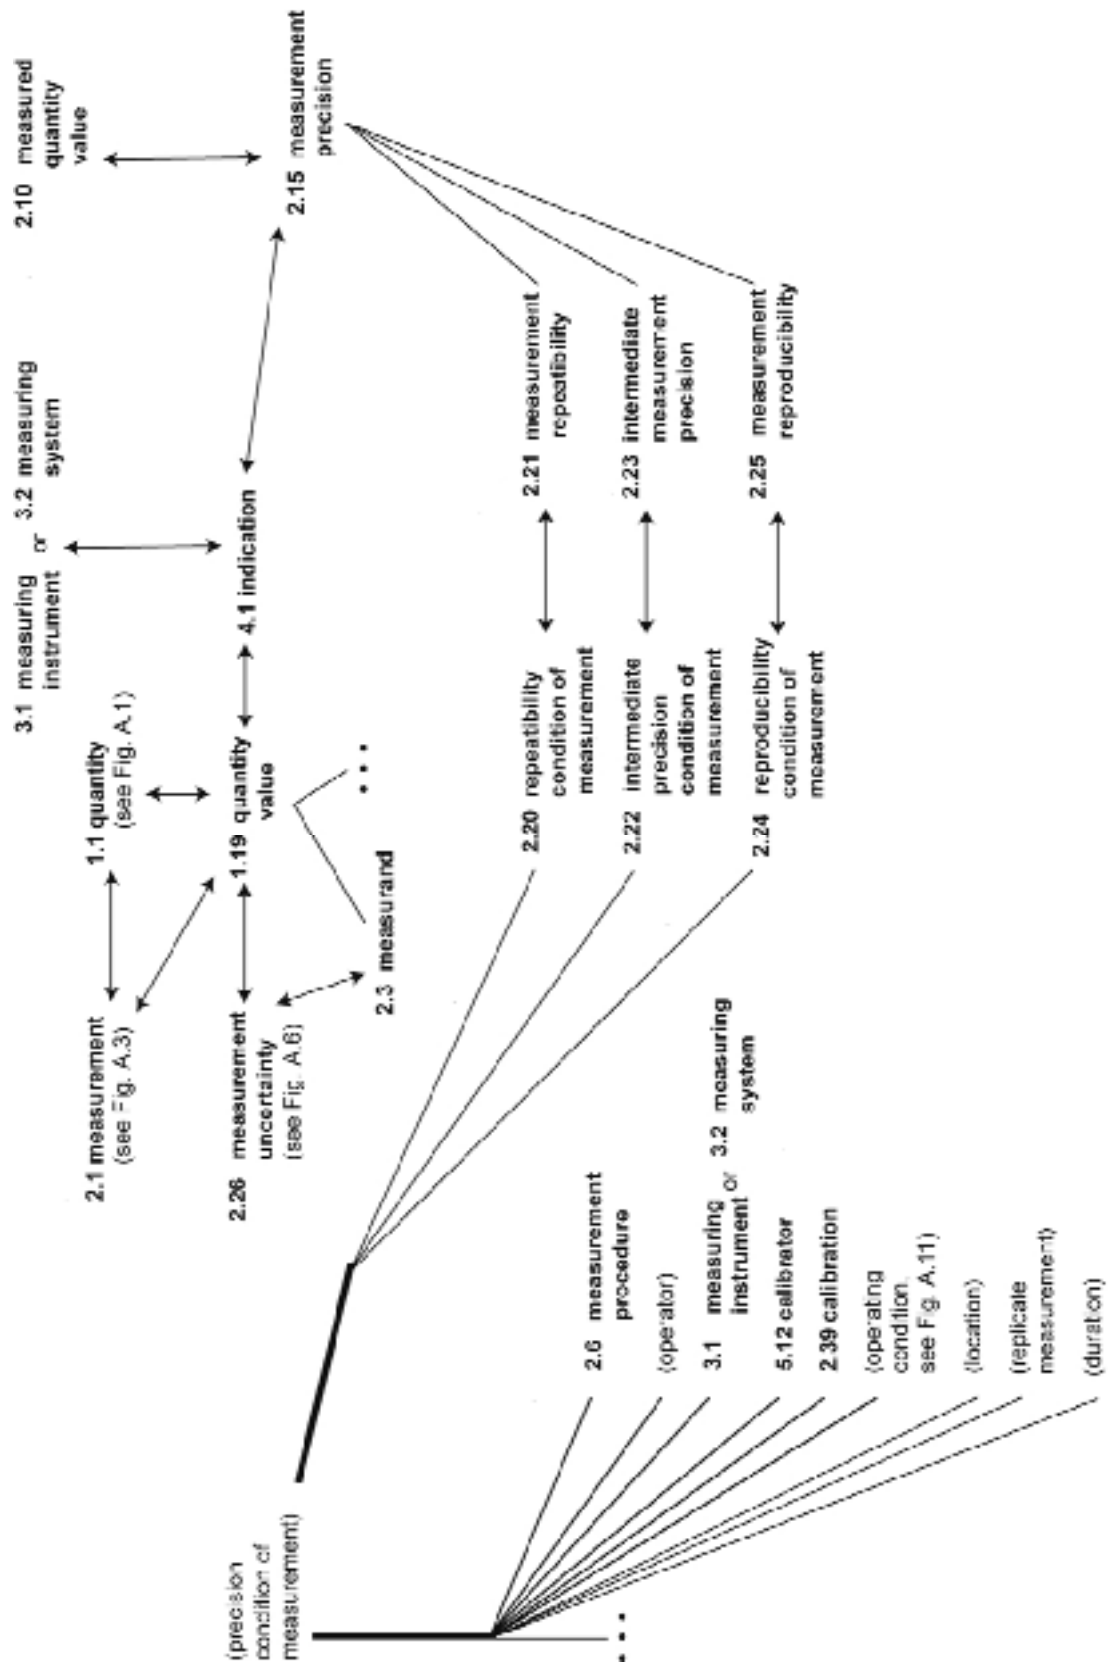 3.1 measuring
instrument
or
3.2 measuring
system
2.10 measured
quantity
value
2.1 measurement
(see Fig. A.3)
1.1 quantity
(see Fig. A.1)
2.26 measurement
uncertainty
(see Fig. A.6)
1.19 quantity
value
4.1 indication
2.15 measurement
precision
2.3 measurand
...
(precision
condition of
measurement)
2.20 repeatibility
condition of
measurement
2.21 measurement
repeatibility
2.22 intermediate
precision
condition of
measurement
2.23 intermediate
measurement
precision
2.24 reproducibility
condition of
measurement
2.25 measurement
reproducibility
2.6 measurement
procedure
(operator)
3.1 measuring
instrument
or
3.2 measuring
system
5.12 calibrator
2.39 calibration
(operating
condition,
see Fig. A.11)
(location)
(replicate
measurement)
(duration)
...